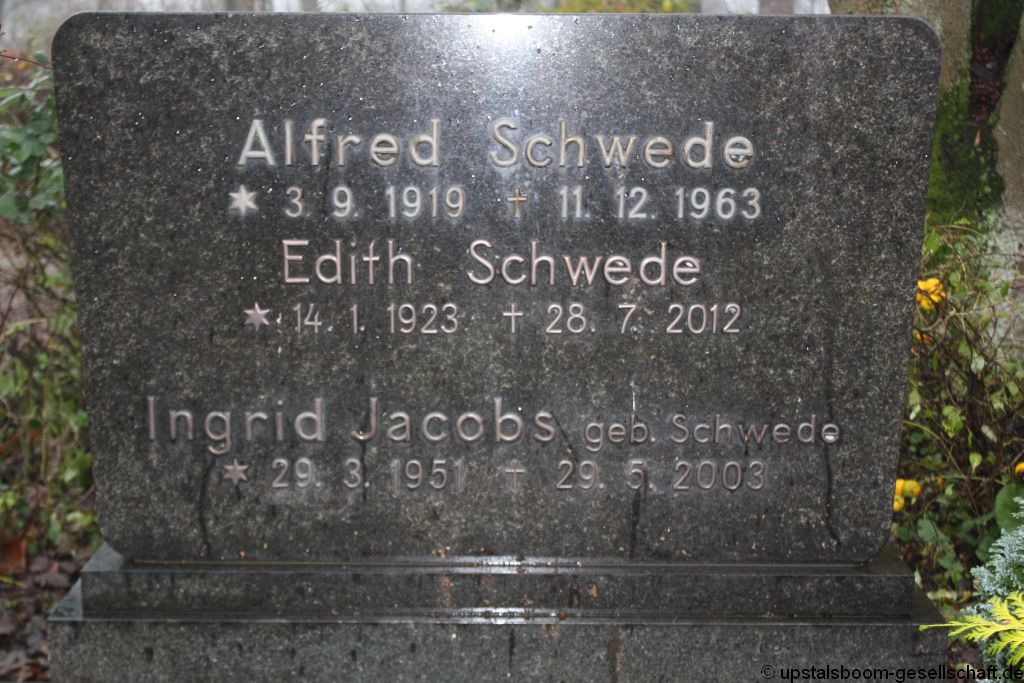 Alfred Schwede
* 3. 9. 1919 † 11. 12. 1963
Edith Schwede
* 14. 1. 1923 † 28. 7. 2012
Ingrid Jacobs geb. Schwede
* 29. 3. 1951 † 29. 5. 2003
© upstalsboom-gesellschaft.de